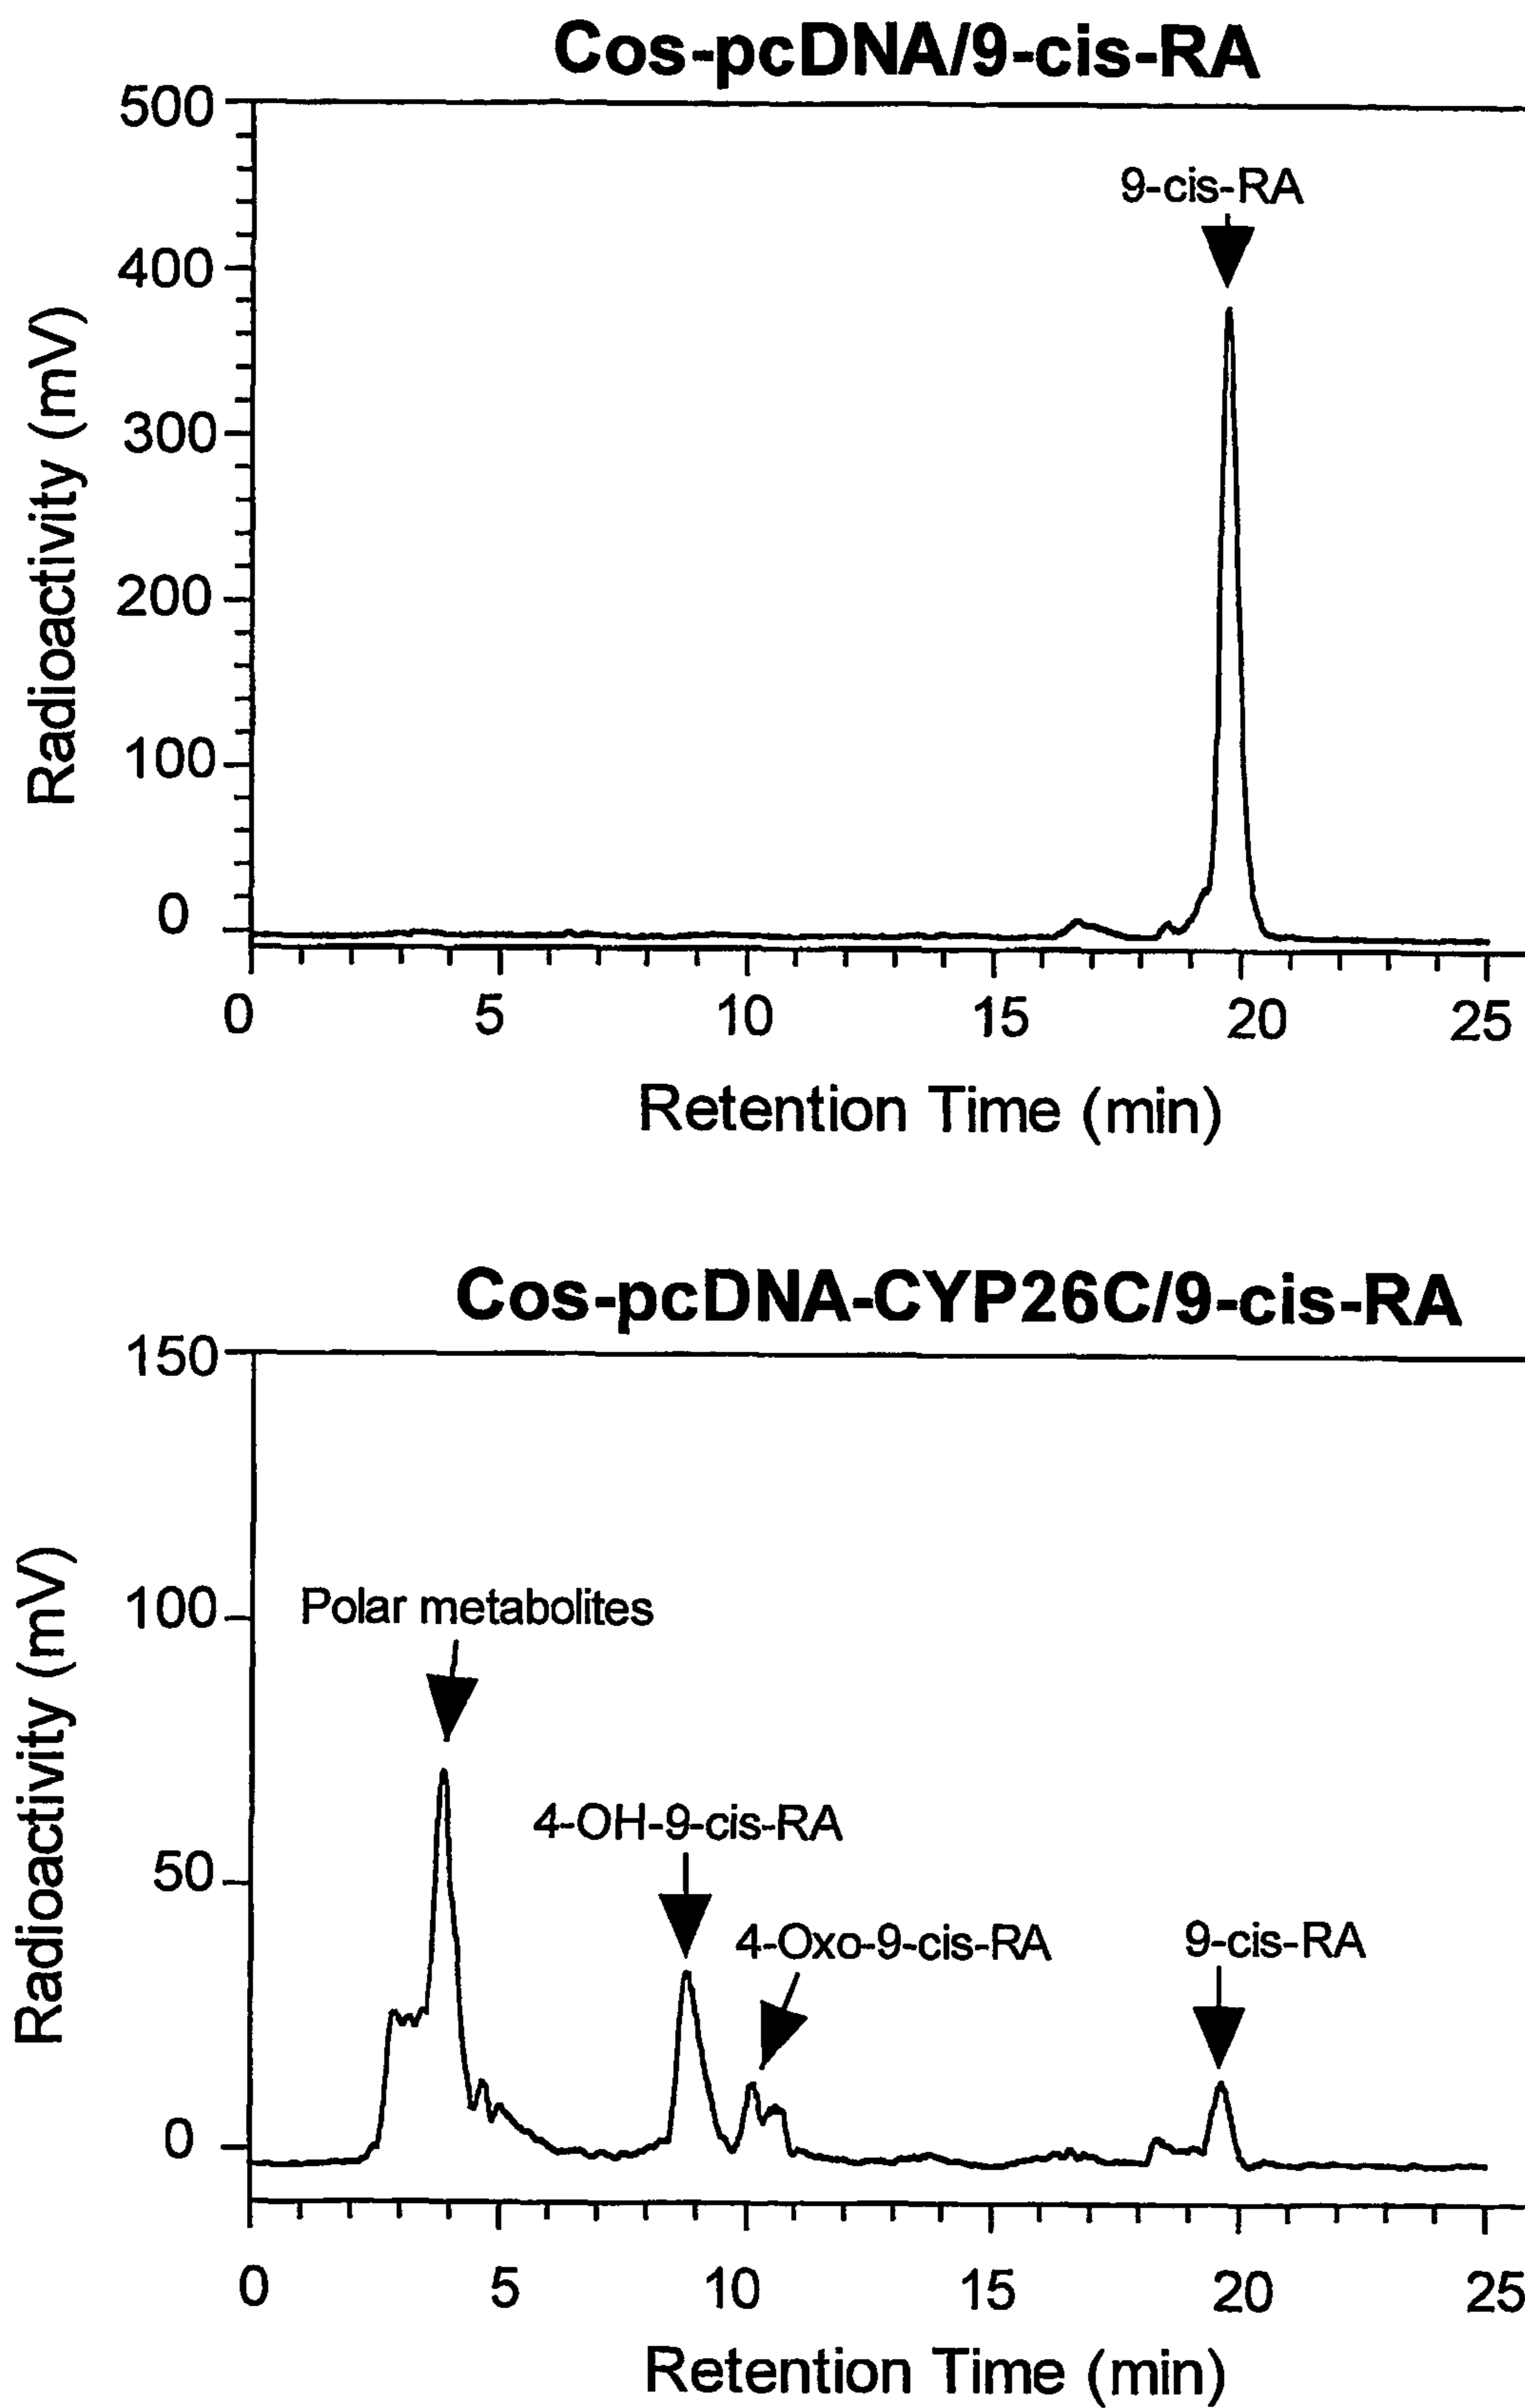 Cos-pcDNA/9-cis-RA
500
400
300
200
100
0
Radioactivity (mV)
9-cis-RA
0 5 10 15 20 25
Retention Time (min)
Cos-pcDNA-CYP26C/9-cis-RA
150
100
50
0
Radioactivity (mV)
Polar metabolites
4-OH-9-cis-RA
4-Oxo-9-cis-RA
9-cis-RA
0 5 10 15 20 25
Retention Time (min)